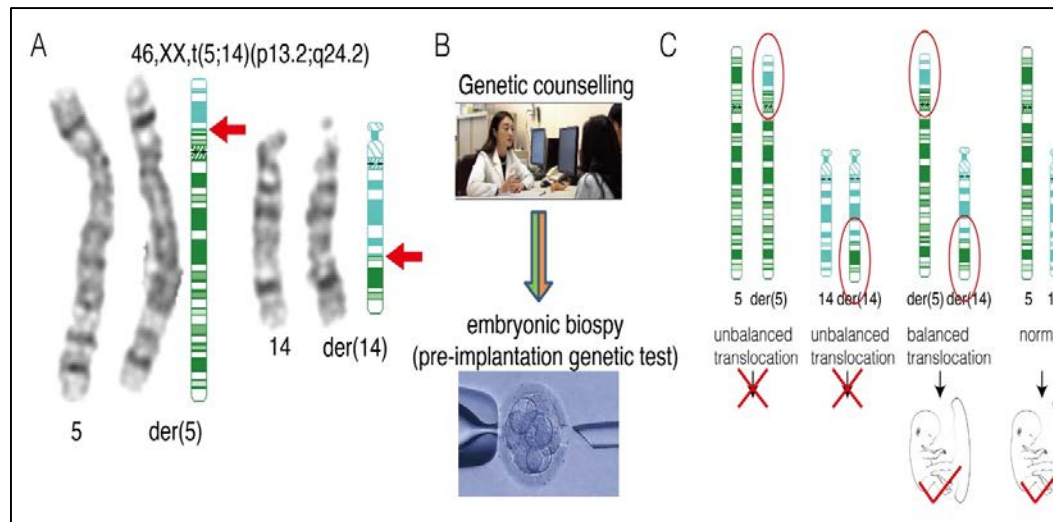 A
46,XX,t(5;14)(p13.2;q24.2)
5
der(5)
14
der(14)
B
Genetic counselling
embryonic biospy
(pre-implantation genetic test)
C
5 der(5)
unbalanced
translocation
14 der(14)
unbalanced
translocation
der(5) der(14)
balanced
translocation
5 1
norm